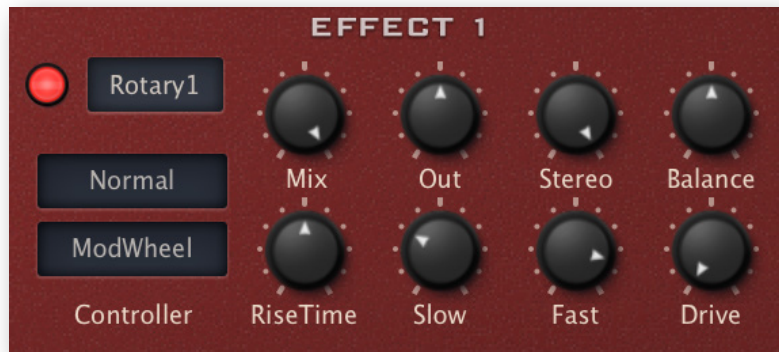 EFFECT 1
Rotary1
Mix Out Stereo Balance
Normal
ModWheel
Controller RiseTime Slow Fast Drive